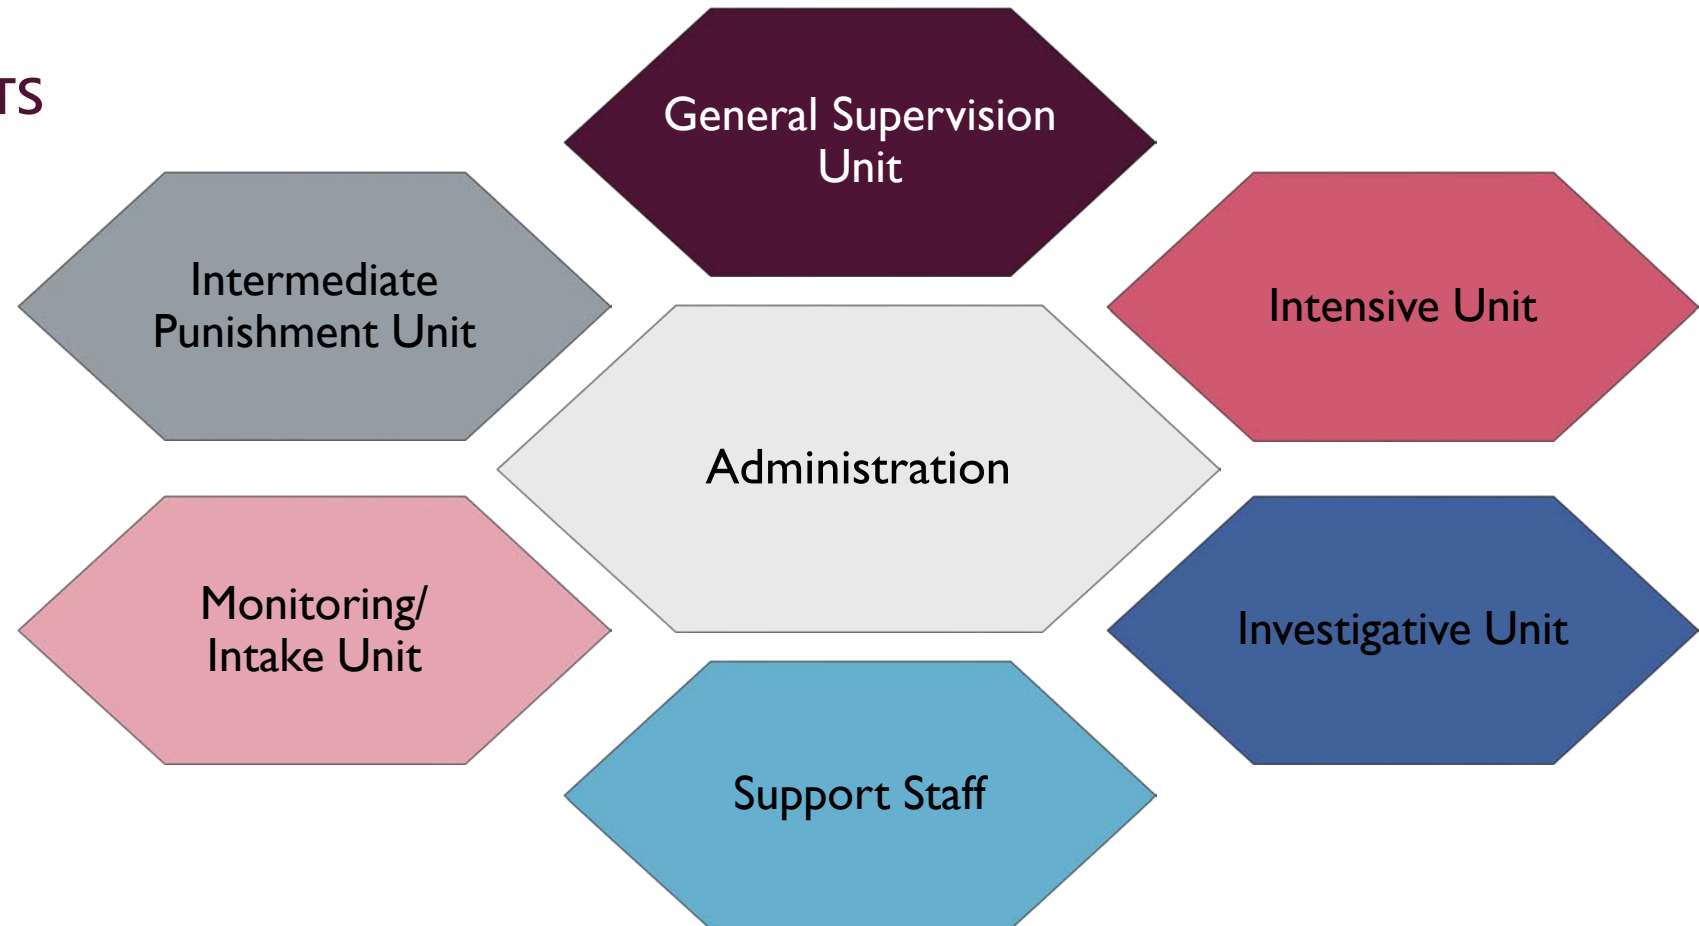 TS
General Supervision
Unit
Intermediate
Punishment Unit
Intensive Unit
Administration
Monitoring/
Intake Unit
Investigative Unit
Support Staff